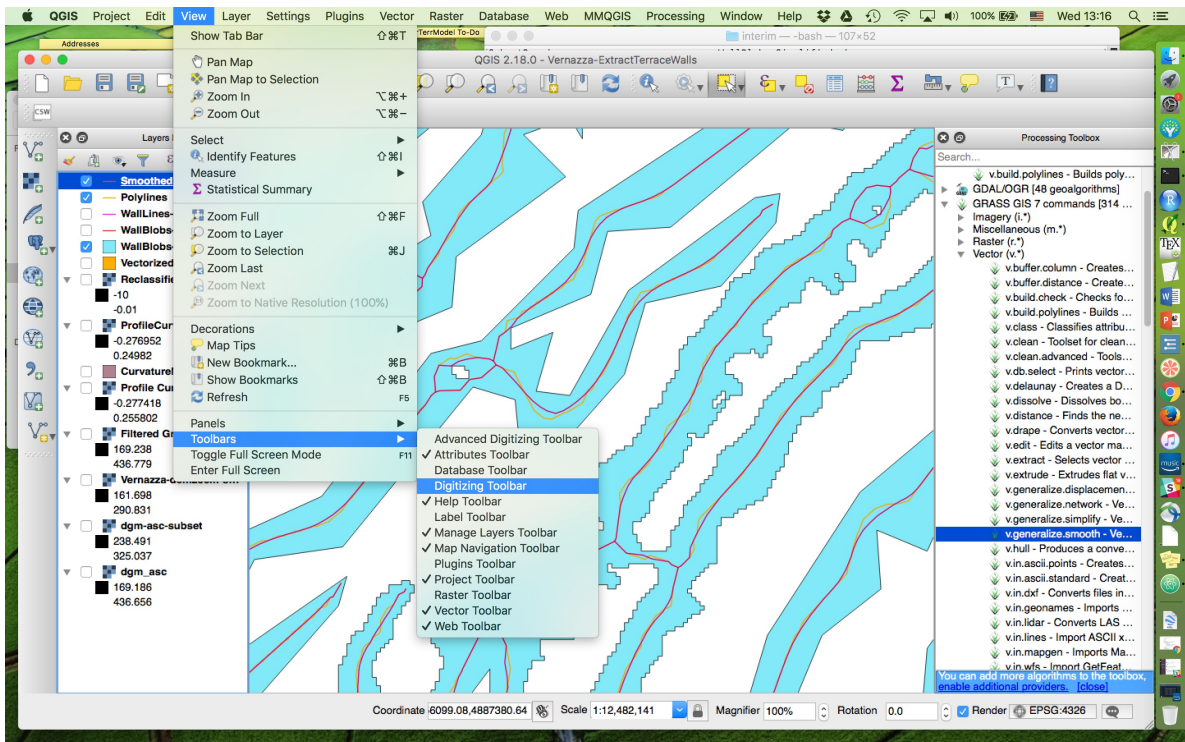 QGIS Project Edit View Layer Settings Plugins Vector Raster Database Web MMQGIS Processing Window Help 100% Wed 13:16
Addresses
TerrModel To-Do
interim — -bash — 107×52
QGIS 2.18.0 - Vernazza-ExtractTerraceWalls
Show Tab Bar ⇧⌘T
Pan Map
Pan Map to Selection
Zoom In ⌥⌘+
Zoom Out ⌥⌘−
Select
Identify Features ⇧⌘I
Measure
Statistical Summary
Zoom Full ⇧⌘F
Zoom to Layer
Zoom to Selection ⌘J
Zoom Last
Zoom Next
Zoom to Native Resolution (100%)
Decorations
Map Tips
New Bookmark... ⌘B
Show Bookmarks ⇧⌘B
Refresh F5
Panels
Toolbars
Toggle Full Screen Mode F11
Enter Full Screen
Advanced Digitizing Toolbar
✓ Attributes Toolbar
Database Toolbar
Digitizing Toolbar
✓ Help Toolbar
Label Toolbar
✓ Manage Layers Toolbar
✓ Map Navigation Toolbar
Plugins Toolbar
✓ Project Toolbar
Raster Toolbar
✓ Vector Toolbar
✓ Web Toolbar
CSW
Layers
Smoothed
Polylines
WallLines-
WallBlobs-
WallBlobs-
Vectorized
Reclassifie
-10
-0.01
ProfileCur
-0.276952
0.24982
Curvature
Profile Cur
-0.277418
0.255802
Filtered Gr
169.238
436.779
161.698
290.831
dgm-asc-subset
238.491
325.037
dgm_asc
169.186
436.656
Processing Toolbox
Search...
v.build.polylines - Builds poly...
GDAL/OGR [48 geoalgorithms]
GRASS GIS 7 commands [314 ...
Imagery (i.*)
Miscellaneous (m.*)
Raster (r.*)
Vector (v.*)
v.buffer.column - Creates...
v.buffer.distance - Create...
v.build.check - Checks fo...
v.build.polylines - Builds ...
v.class - Classifies attribu...
v.clean - Toolset for clean...
v.clean.advanced - Tools...
v.db.select - Prints vector...
v.delaunay - Creates a D...
v.dissolve - Dissolves bo...
v.distance - Finds the ne...
v.drape - Converts vector...
v.edit - Edits a vector ma...
v.extract - Selects vector ...
v.extrude - Extrudes flat v...
v.generalize.displacemen...
v.generalize.network - Ve...
v.generalize.simplify - Ve...
v.generalize.smooth - Ve...
v.hull - Produces a conve...
v.in.ascii.points - Creates...
v.in.ascii.standard - Creat...
v.in.dxf - Converts files in...
v.in.geonames - Imports ...
v.in.lidar - Converts LAS ...
v.in.lines - Import ASCII x...
v.in.mapgen - Imports Ma...
v.in.wfs - Import GetFeat...
You can add more algorithms to the toolbox,
enable additional providers. [close]
TEX
music
Coordinate 6099.08,4887380.64 Scale 1:12,482,141 Magnifier 100% Rotation 0.0 Render EPSG:4326